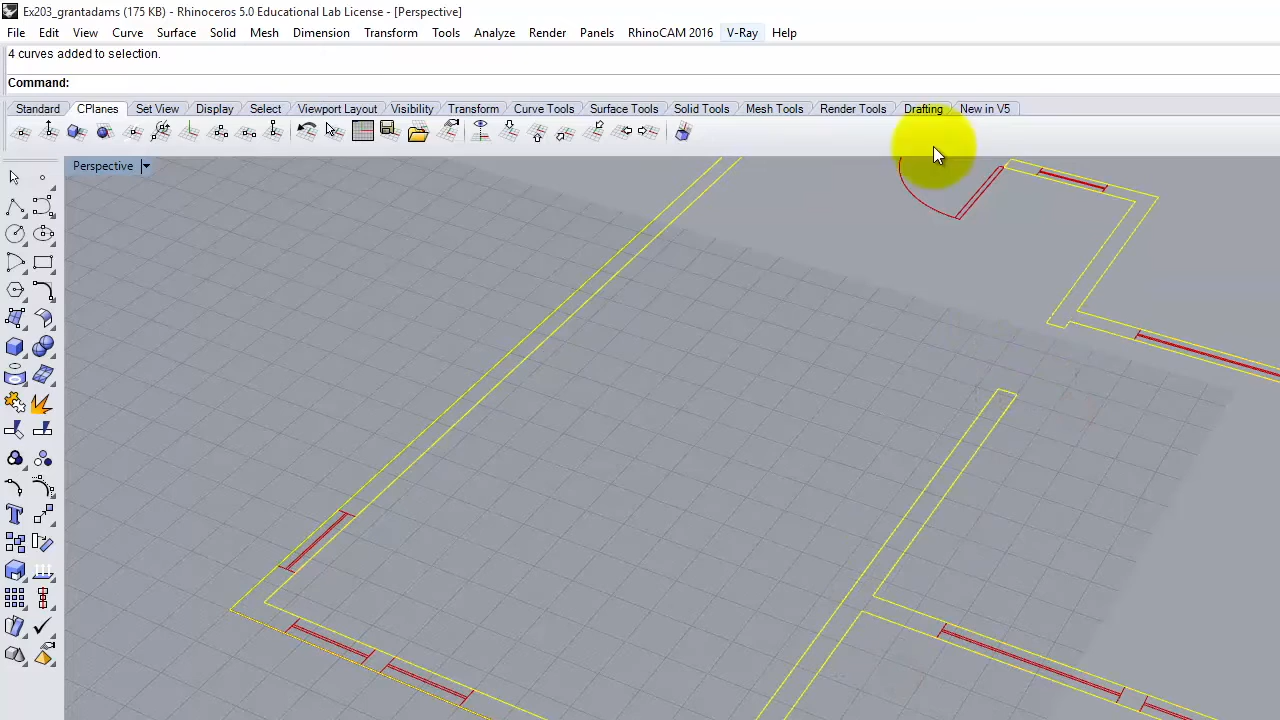 Ex203_grantadams (175 KB) - Rhinoceros 5.0 Educational Lab License - [Perspective]
File Edit View Curve Surface Solid Mesh Dimension Transform Tools Analyze Render Panels RhinoCAM 2016 V-Ray Help
4 curves added to selection.
Command:
Standard CPlanes Set View Display Select Viewport Layout Visibility Transform Curve Tools Surface Tools Solid Tools Mesh Tools Render Tools Drafting New in V5
Perspective